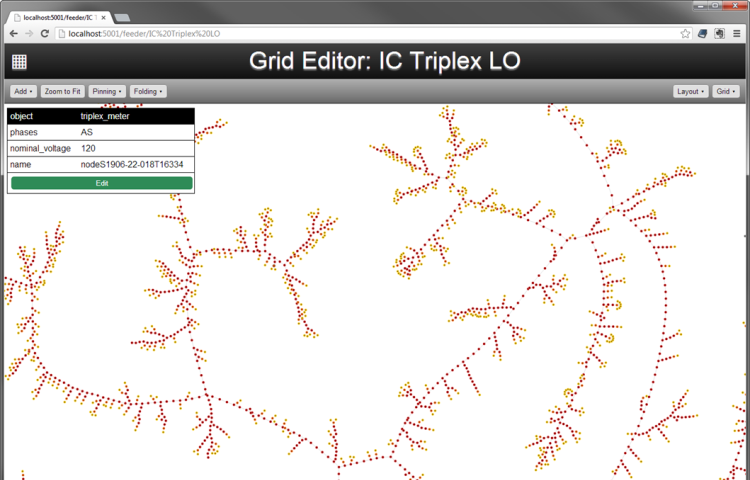 localhost:5001/feeder/IC T
localhost:5001/feeder/IC%20Triplex%20LO
Grid Editor: IC Triplex LO
Add
Zoom to Fit
Pinning
Folding
Layout
Grid
object triplex_meter
phases AS
nominal_voltage 120
name nodeS1906-22-018T16334
Edit